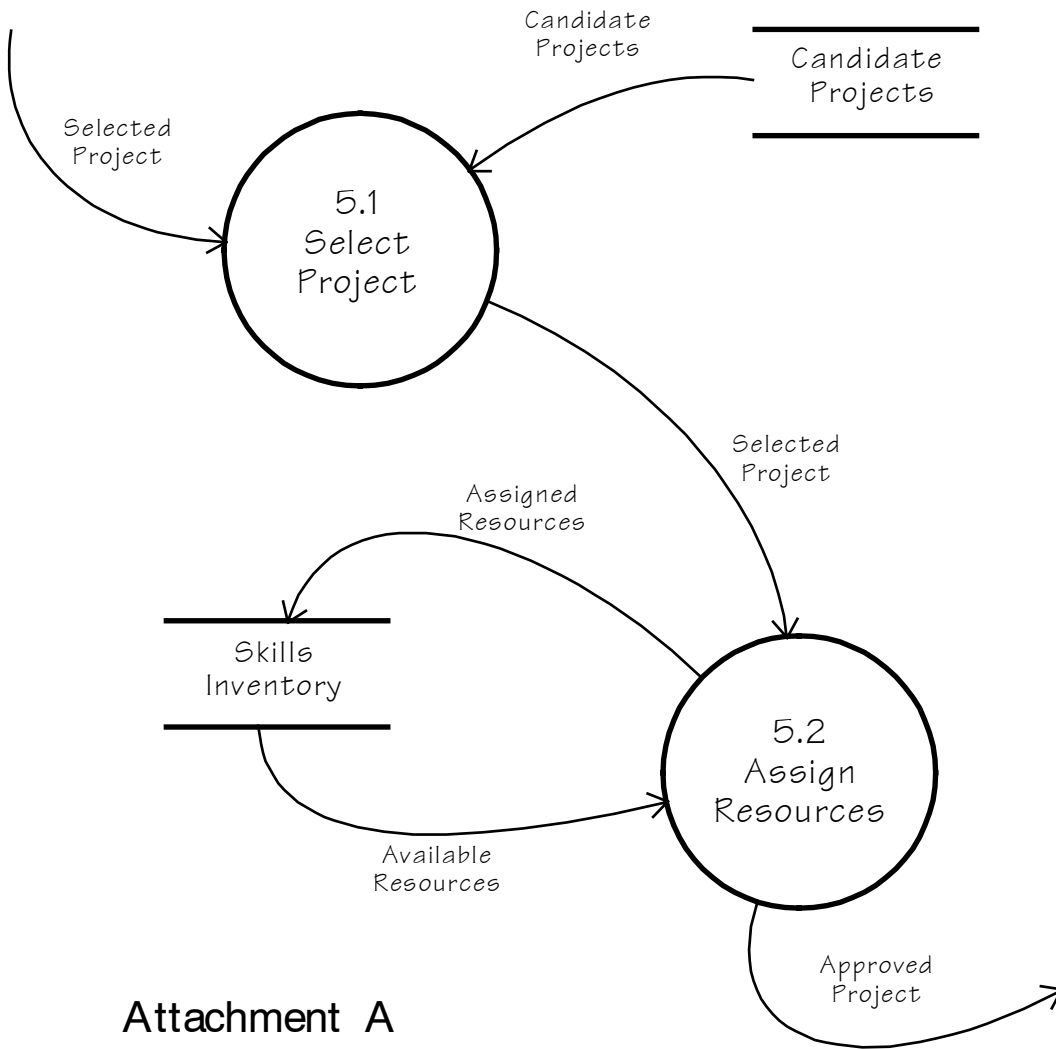 Candidate
Projects
Candidate
Projects
Selected
Project
5.1
Select
Project
Selected
Project
Assigned
Resources
Skills
Inventory
5.2
Assign
Resources
Available
Resources
Approved
Project
Attachment A